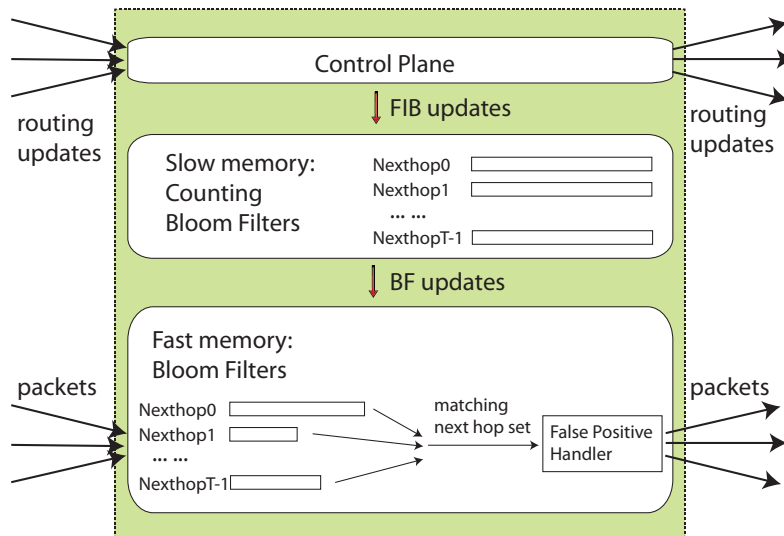 Control Plane
routing
updates
FIB updates
routing
updates
Slow memory:
Counting
Bloom Filters
Nexthop0
Nexthop1
... ...
NexthopT-1
BF updates
Fast memory:
Bloom Filters
packets
Nexthop0
Nexthop1
... ...
NexthopT-1
matching
next hop set
False Positive
Handler
packets